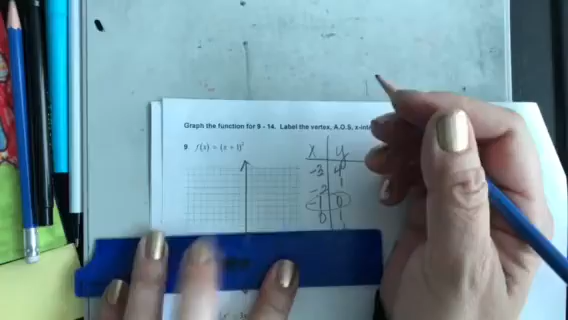 Graph the function for 9 - 14. Label the vertex, A.O.S, x-int
9. f(x) = (x + 1)²
x y
-3 4
-2 1
-1 0
0 1